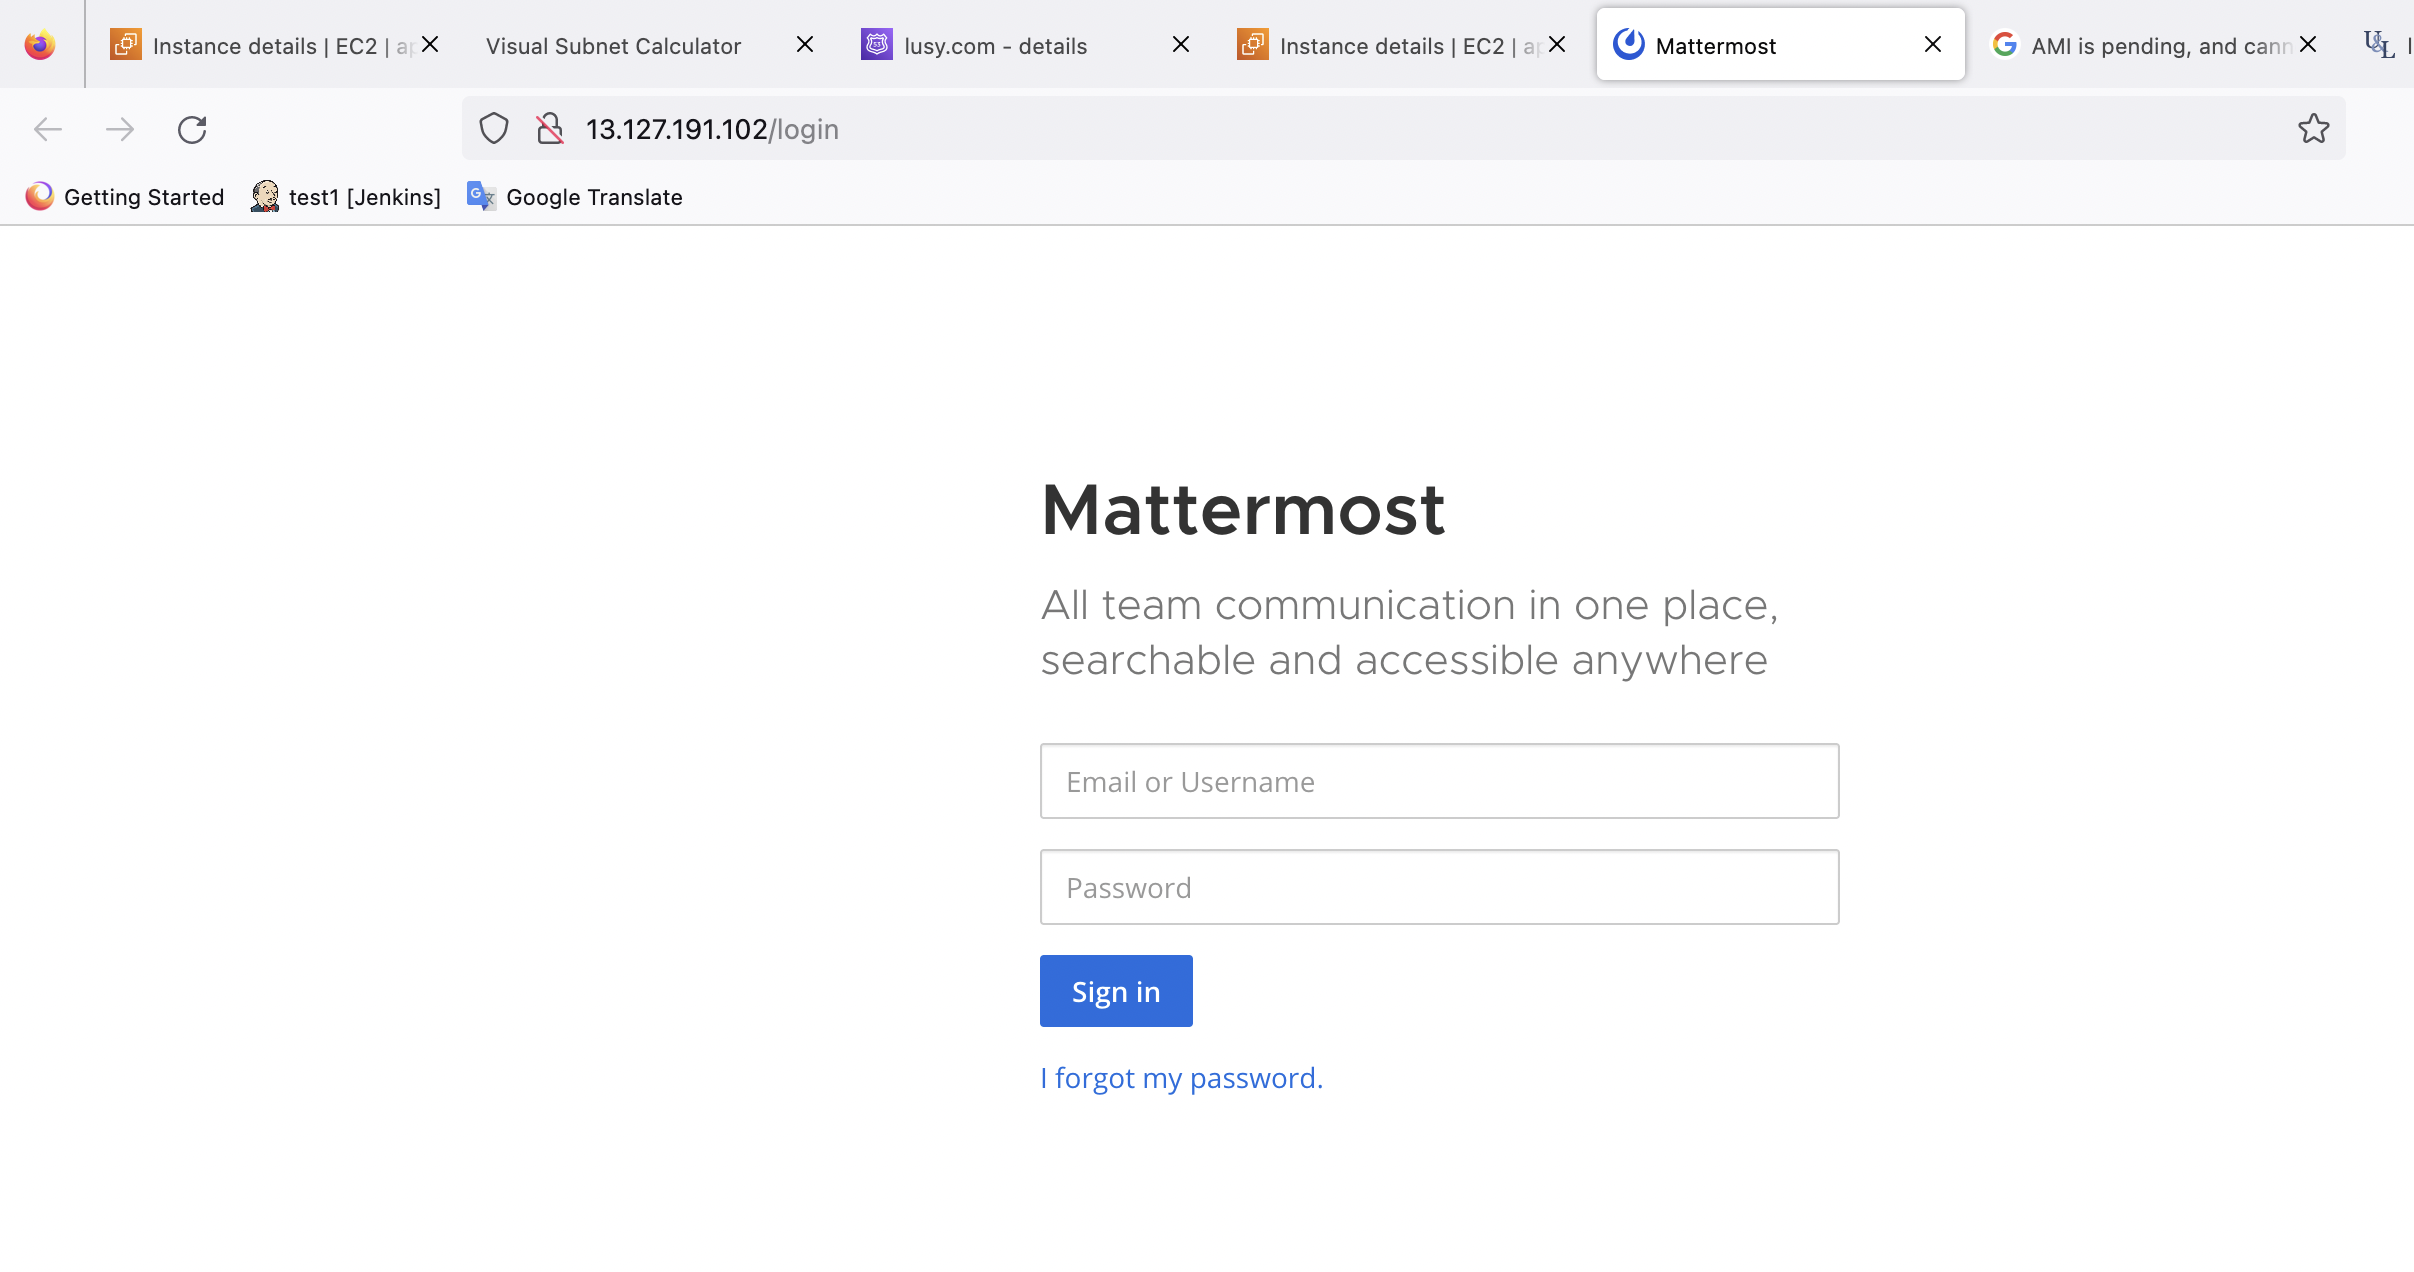 Instance details | EC2 | ap
Visual Subnet Calculator
lusy.com - details
Instance details | EC2 | ap
Mattermost
AMI is pending, and cann
13.127.191.102/login
Getting Started
test1 [Jenkins]
Google Translate
Mattermost
All team communication in one place,
searchable and accessible anywhere
Email or Username
Password
Sign in
I forgot my password.